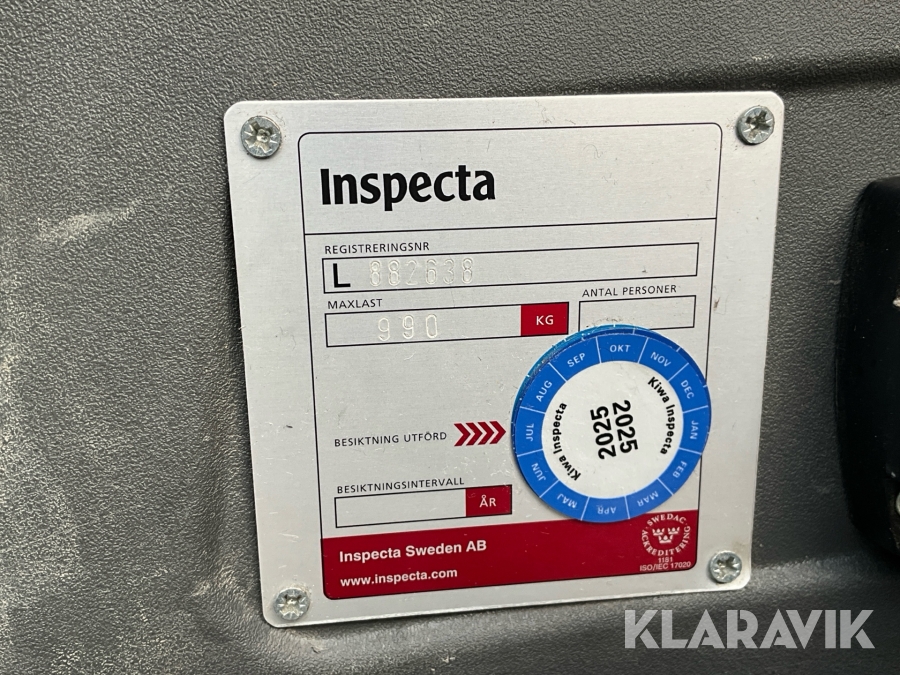 Inspecta
REGISTRERINGSNR
L 882638
MAXLAST
990 KG
ANTAL PERSONER
BESIKTNING UTFÖRD
JAN FEB MAR APR MAJ JUN JUL AUG SEP OKT NOV DEC
Kiwa Inspecta
Kiwa Inspecta
2025
2025
BESIKTNINGSINTERVALL
ÅR
Inspecta Sweden AB
www.inspecta.com
SWEDAC
ACKREDITERING
1181
ISO/IEC 17020
KLARAVIK